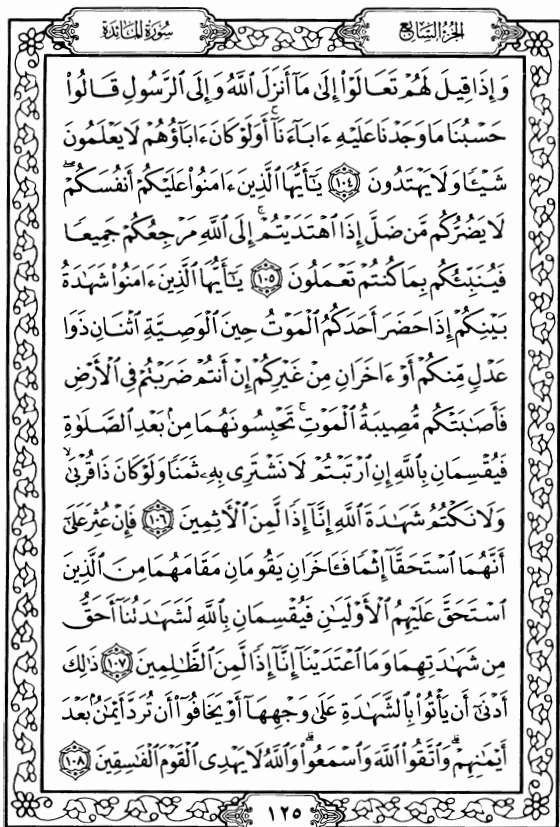 الجزء السابع
سورة المائدة
وَإِذَا قِيلَ لَهُمْ تَعَالَوْا۟ إِلَىٰ مَآ أَنزَلَ ٱللَّهُ وَإِلَى ٱلرَّسُولِ قَالُوا۟
حَسْبُنَا مَا وَجَدْنَا عَلَيْهِ ءَابَآءَنَآ ۚ أَوَلَوْ كَانَ ءَابَآؤُهُمْ لَا يَعْلَمُونَ
شَيْـًٔا وَلَا يَهْتَدُونَ ١٠٤ يَـٰٓأَيُّهَا ٱلَّذِينَ ءَامَنُوا۟ عَلَيْكُمْ أَنفُسَكُمْ ۖ
لَا يَضُرُّكُم مَّن ضَلَّ إِذَا ٱهْتَدَيْتُمْ ۚ إِلَى ٱللَّهِ مَرْجِعُكُمْ جَمِيعًا
فَيُنَبِّئُكُم بِمَا كُنتُمْ تَعْمَلُونَ ١٠٥ يَـٰٓأَيُّهَا ٱلَّذِينَ ءَامَنُوا۟ شَهَـٰدَةُ
بَيْنِكُمْ إِذَا حَضَرَ أَحَدَكُمُ ٱلْمَوْتُ حِينَ ٱلْوَصِيَّةِ ٱثْنَانِ ذَوَا
عَدْلٍ مِّنكُمْ أَوْ ءَاخَرَانِ مِنْ غَيْرِكُمْ إِنْ أَنتُمْ ضَرَبْتُمْ فِى ٱلْأَرْضِ
فَأَصَـٰبَتْكُم مُّصِيبَةُ ٱلْمَوْتِ ۚ تَحْبِسُونَهُمَا مِنۢ بَعْدِ ٱلصَّلَوٰةِ
فَيُقْسِمَانِ بِٱللَّهِ إِنِ ٱرْتَبْتُمْ لَا نَشْتَرِى بِهِۦ ثَمَنًا وَلَوْ كَانَ ذَا قُرْبَىٰ ۙ
وَلَا نَكْتُمُ شَهَـٰدَةَ ٱللَّهِ إِنَّآ إِذًا لَّمِنَ ٱلْـَٔاثِمِينَ ١٠٦ فَإِنْ عُثِرَ عَلَىٰٓ
أَنَّهُمَا ٱسْتَحَقَّآ إِثْمًا فَـَٔاخَرَانِ يَقُومَانِ مَقَامَهُمَا مِنَ ٱلَّذِينَ
ٱسْتَحَقَّ عَلَيْهِمُ ٱلْأَوْلَيَـٰنِ فَيُقْسِمَانِ بِٱللَّهِ لَشَهَـٰدَتُنَآ أَحَقُّ
مِن شَهَـٰدَتِهِمَا وَمَا ٱعْتَدَيْنَآ إِنَّآ إِذًا لَّمِنَ ٱلظَّـٰلِمِينَ ١٠٧ ذَٰلِكَ
أَدْنَىٰٓ أَن يَأْتُوا۟ بِٱلشَّهَـٰدَةِ عَلَىٰ وَجْهِهَآ أَوْ يَخَافُوٓا۟ أَن تُرَدَّ أَيْمَـٰنٌۢ بَعْدَ
أَيْمَـٰنِهِمْ ۗ وَٱتَّقُوا۟ ٱللَّهَ وَٱسْمَعُوا۟ ۗ وَٱللَّهُ لَا يَهْدِى ٱلْقَوْمَ ٱلْفَـٰسِقِينَ ١٠٨
١٢٥